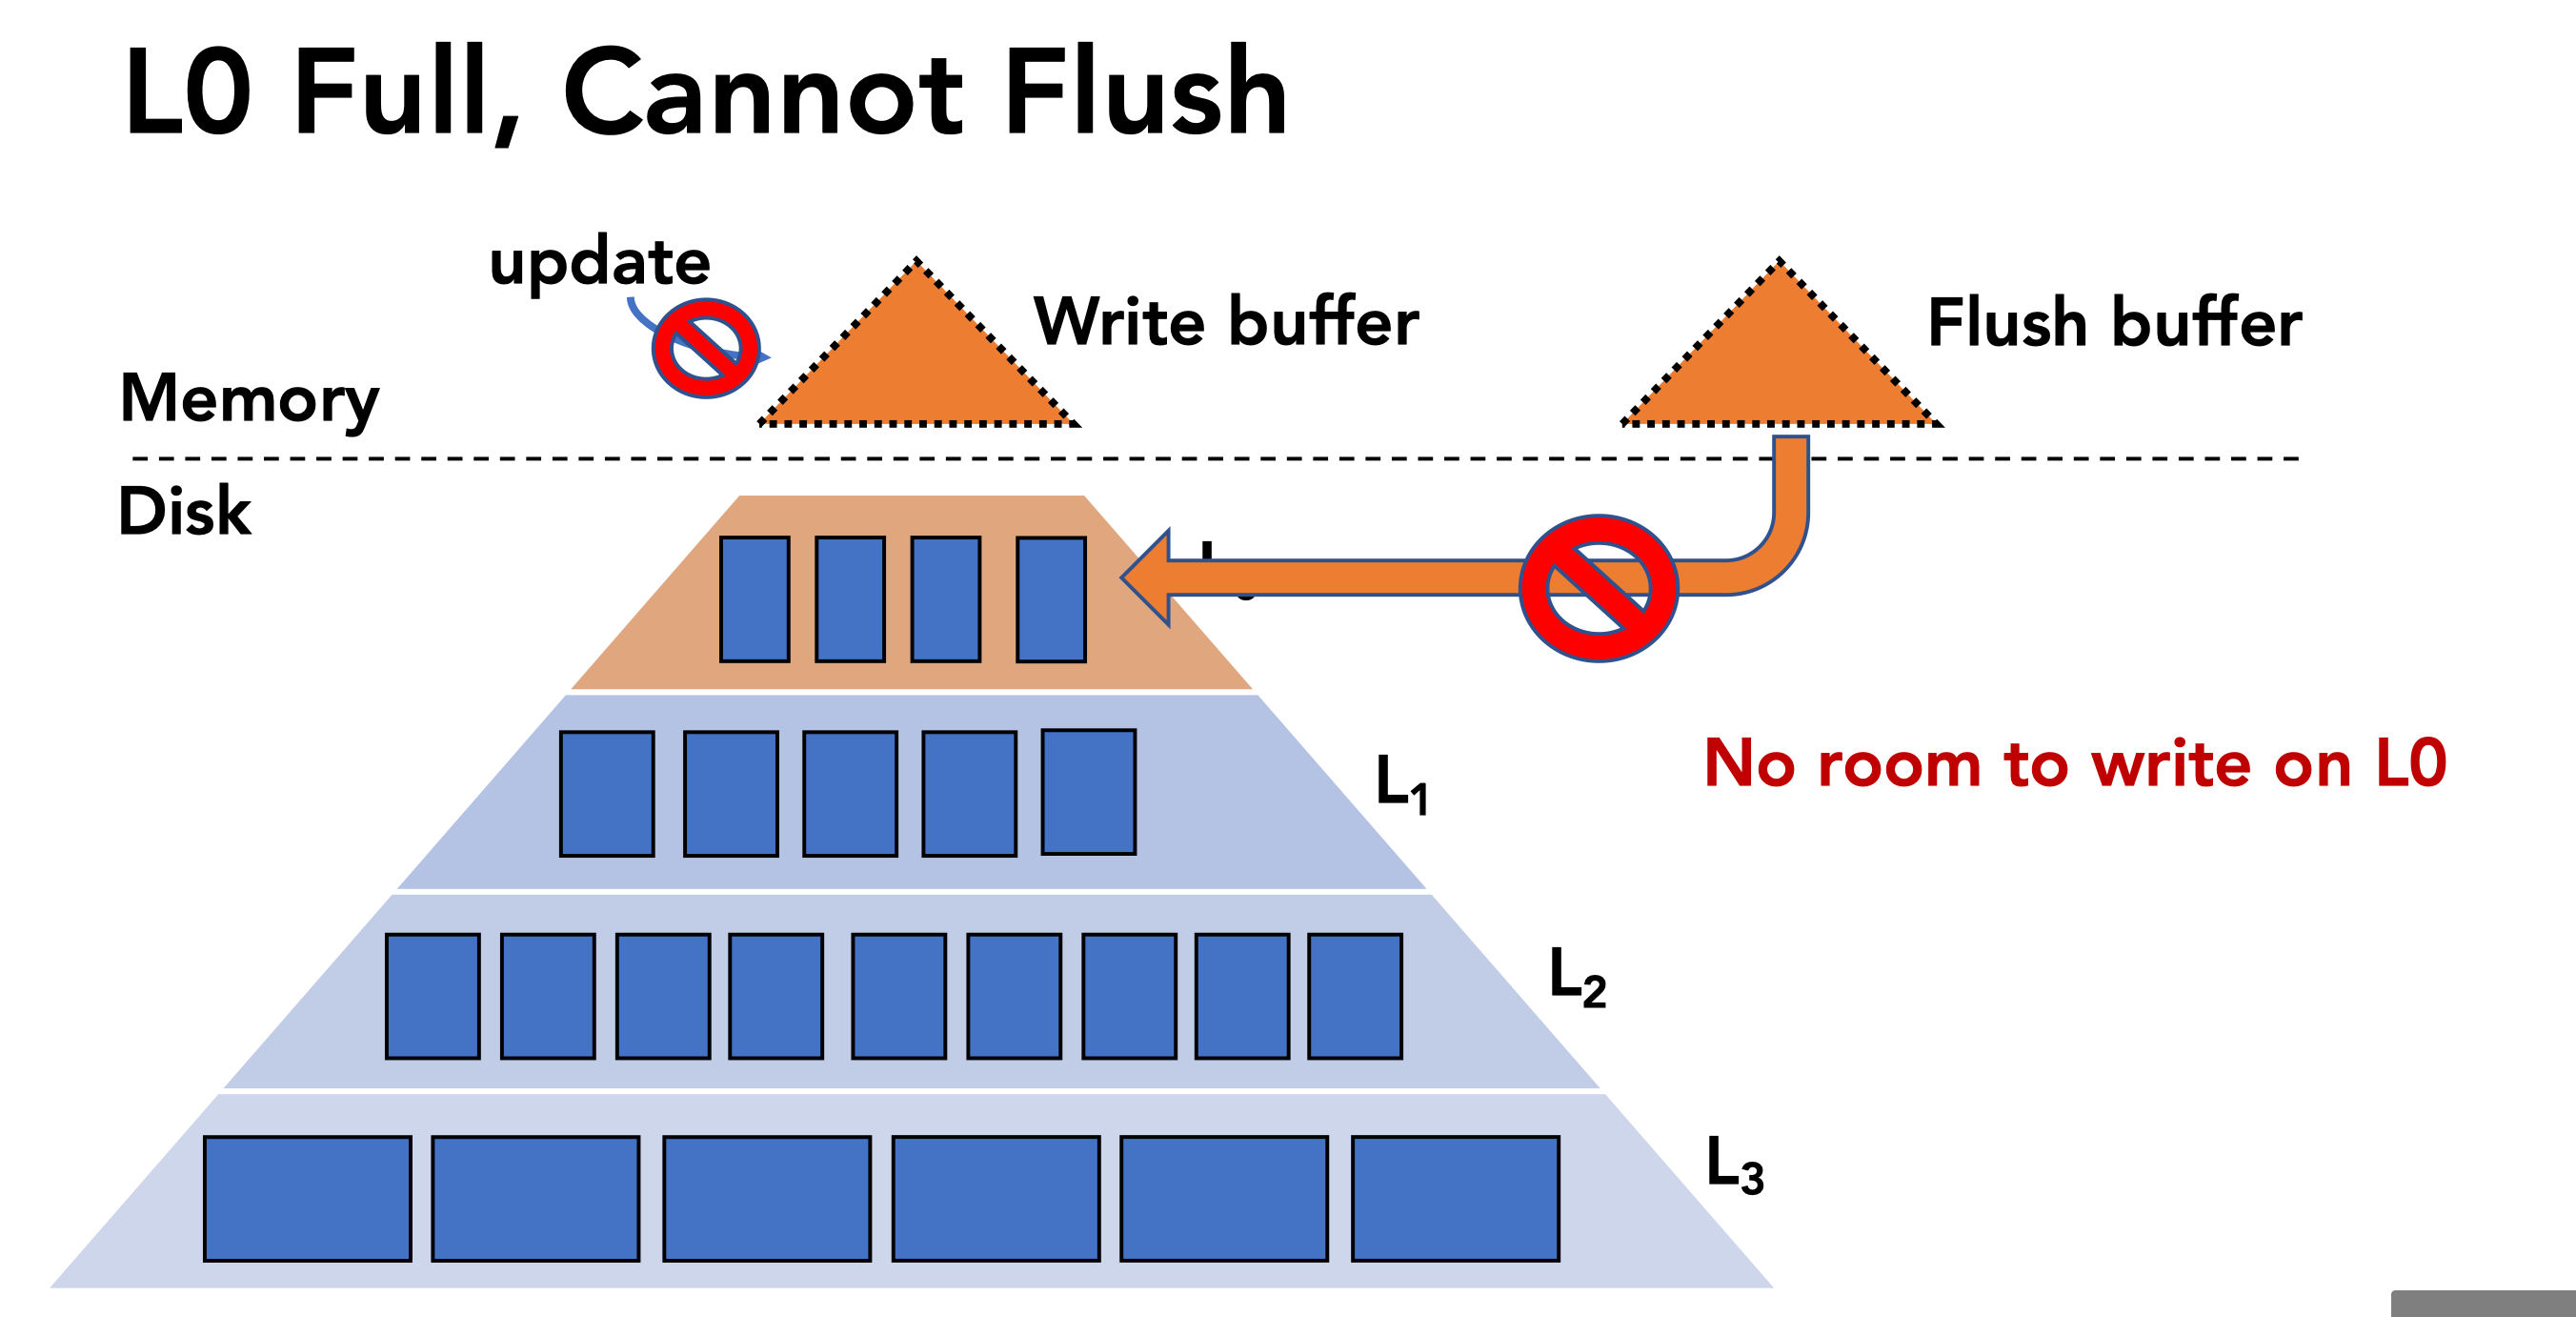 L0 Full, Cannot Flush
update
Write buffer
Flush buffer
Memory
Disk
L₁
No room to write on L0
L₂
L₃